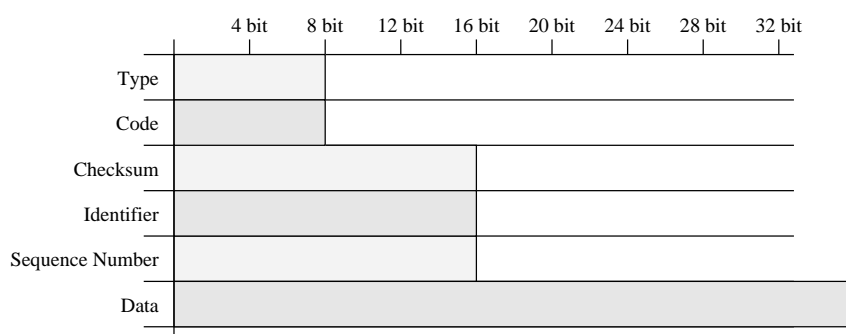 4 bit 8 bit 12 bit 16 bit 20 bit 24 bit 28 bit 32 bit
Type
Code
Checksum
Identifier
Sequence Number
Data